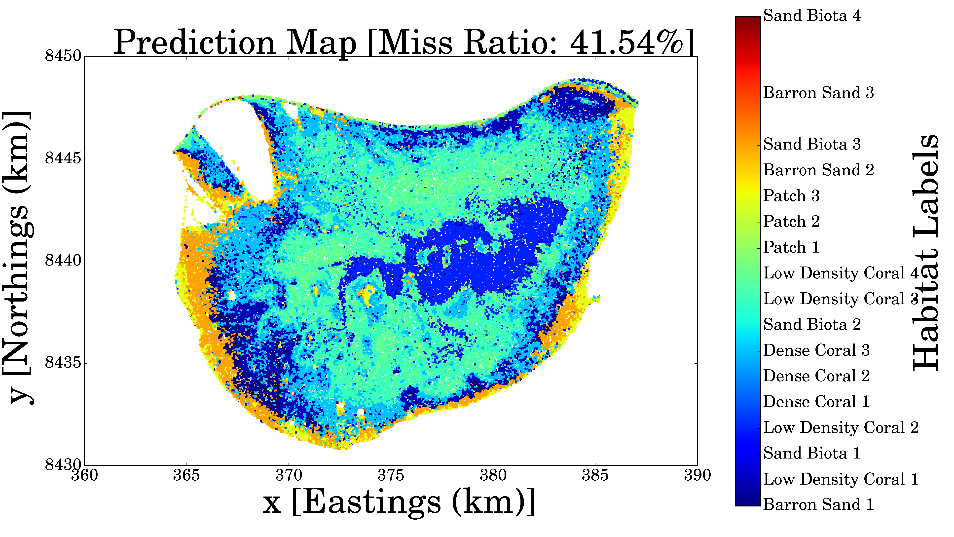 Prediction Map [Miss Ratio: 41.54%]
y [Northings (km)]
8450
8445
8440
8435
8430
360
365
370
375
380
385
390
x [Eastings (km)]
Sand Biota 4
Barron Sand 3
Sand Biota 3
Barron Sand 2
Patch 3
Patch 2
Patch 1
Low Density Coral 4
Low Density Coral 3
Sand Biota 2
Dense Coral 3
Dense Coral 2
Dense Coral 1
Low Density Coral 2
Sand Biota 1
Low Density Coral 1
Barron Sand 1
Habitat Labels